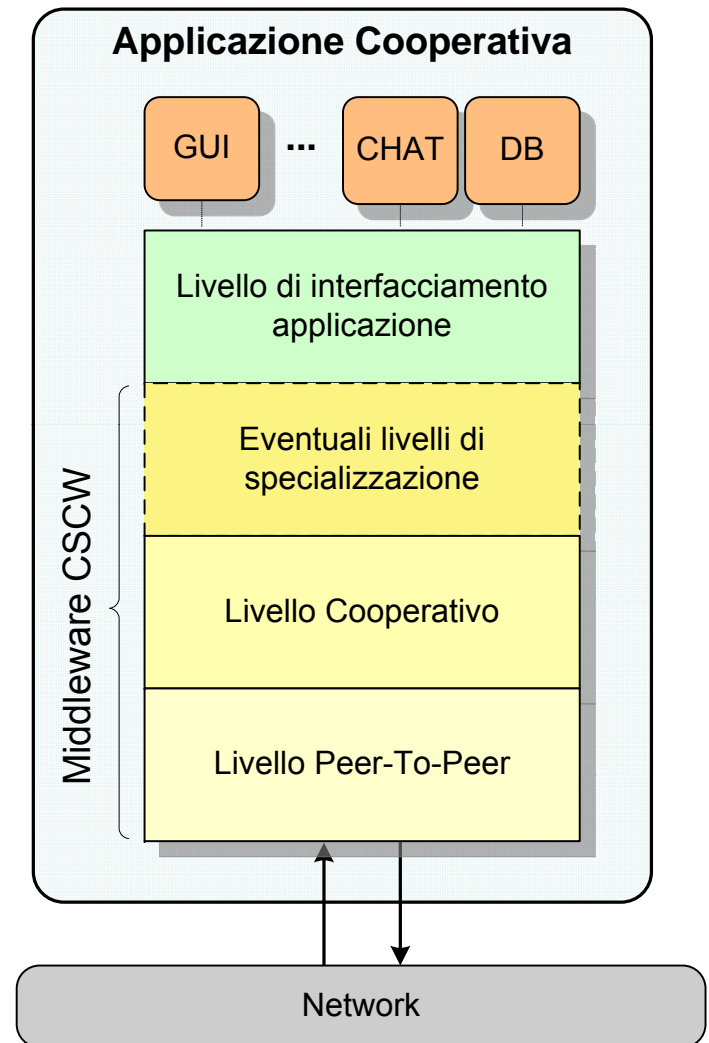 Applicazione Cooperativa
GUI
...
CHAT
DB
Livello di interfacciamento
applicazione
Eventuali livelli di
specializzazione
Middleware CSCW
Livello Cooperativo
Livello Peer-To-Peer
Network